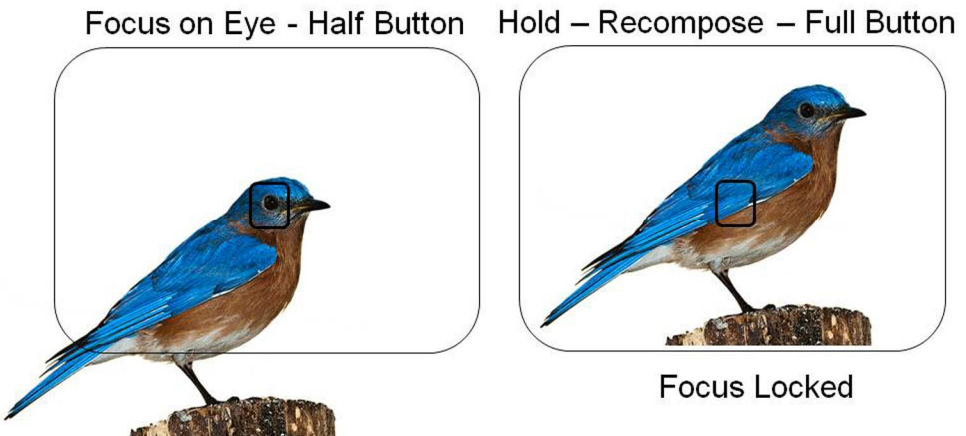 Focus on Eye - Half Button
Hold – Recompose – Full Button
Focus Locked